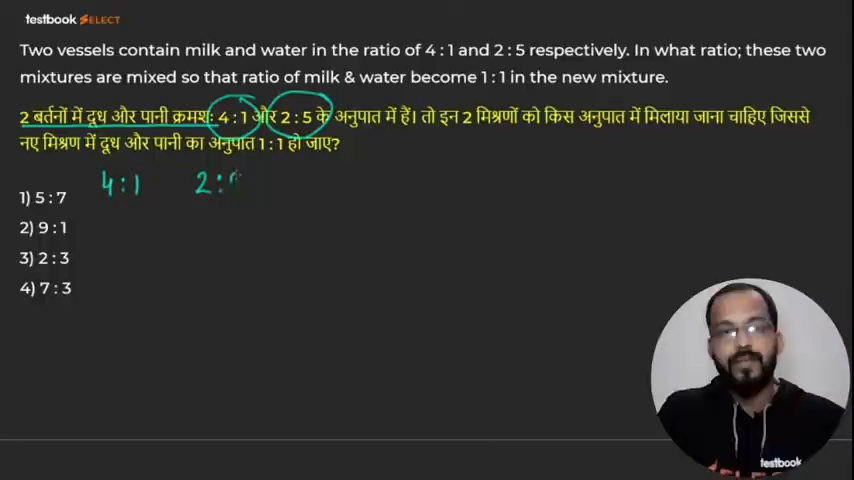 testbook SELECT
Two vessels contain milk and water in the ratio of 4 : 1 and 2 : 5 respectively. In what ratio; these two
mixtures are mixed so that ratio of milk & water become 1 : 1 in the new mixture.
2 बर्तनों में दूध और पानी क्रमशः 4 : 1 और 2 : 5 के अनुपात में हैं। तो इन 2 मिश्रणों को किस अनुपात में मिलाया जाना चाहिए जिससे
नए मिश्रण में दूध और पानी का अनुपात 1 : 1 हो जाए?
4 : 1 2 :
1) 5 : 7
2) 9 : 1
3) 2 : 3
4) 7 : 3
testbook